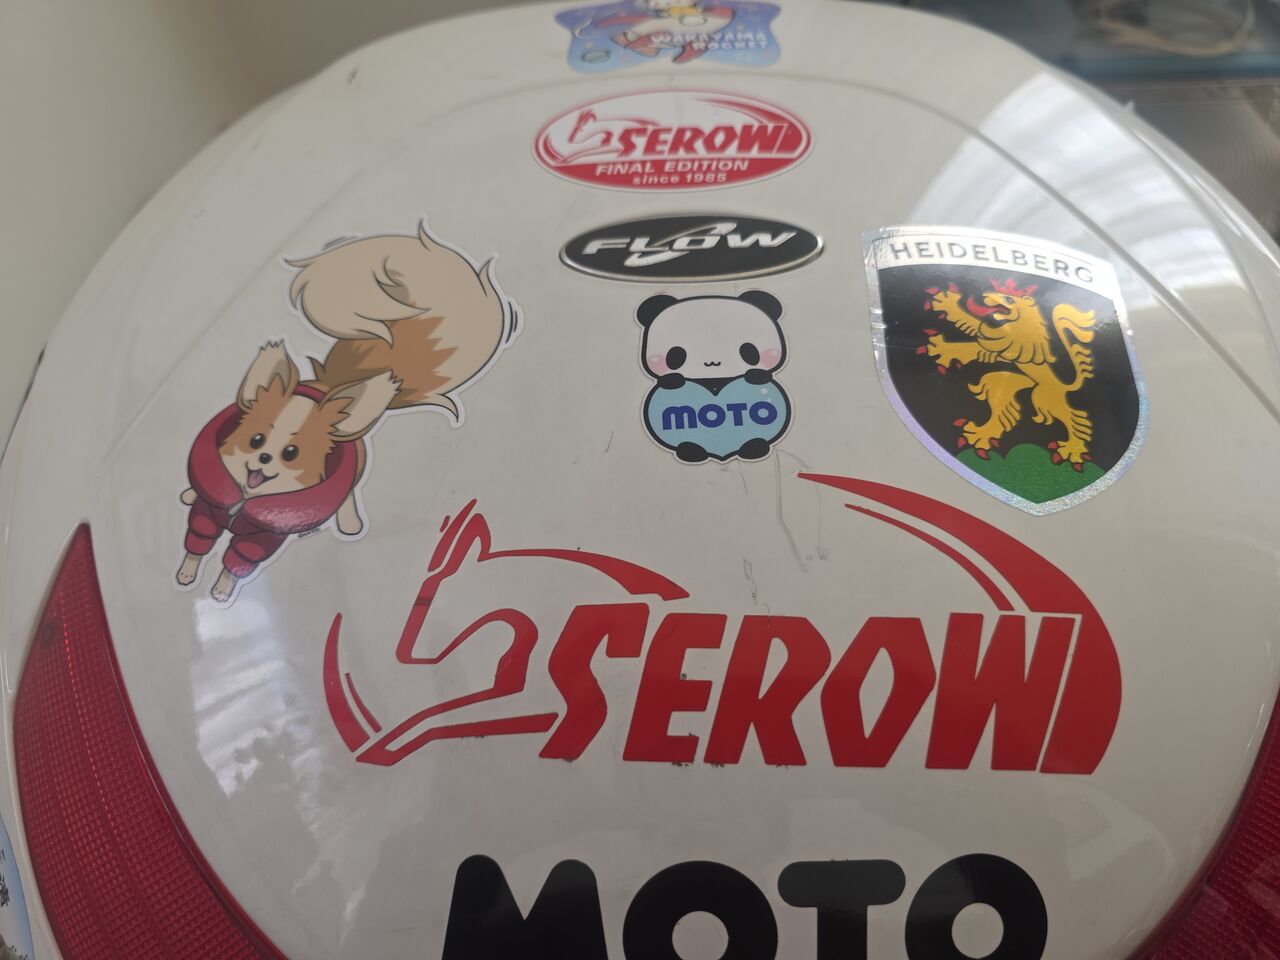 WAKAYAMA
ROCKET
SEROW
FINAL EDITION
since 1985
FLOW
HEIDELBERG
MOTO
SEROW
MOTO